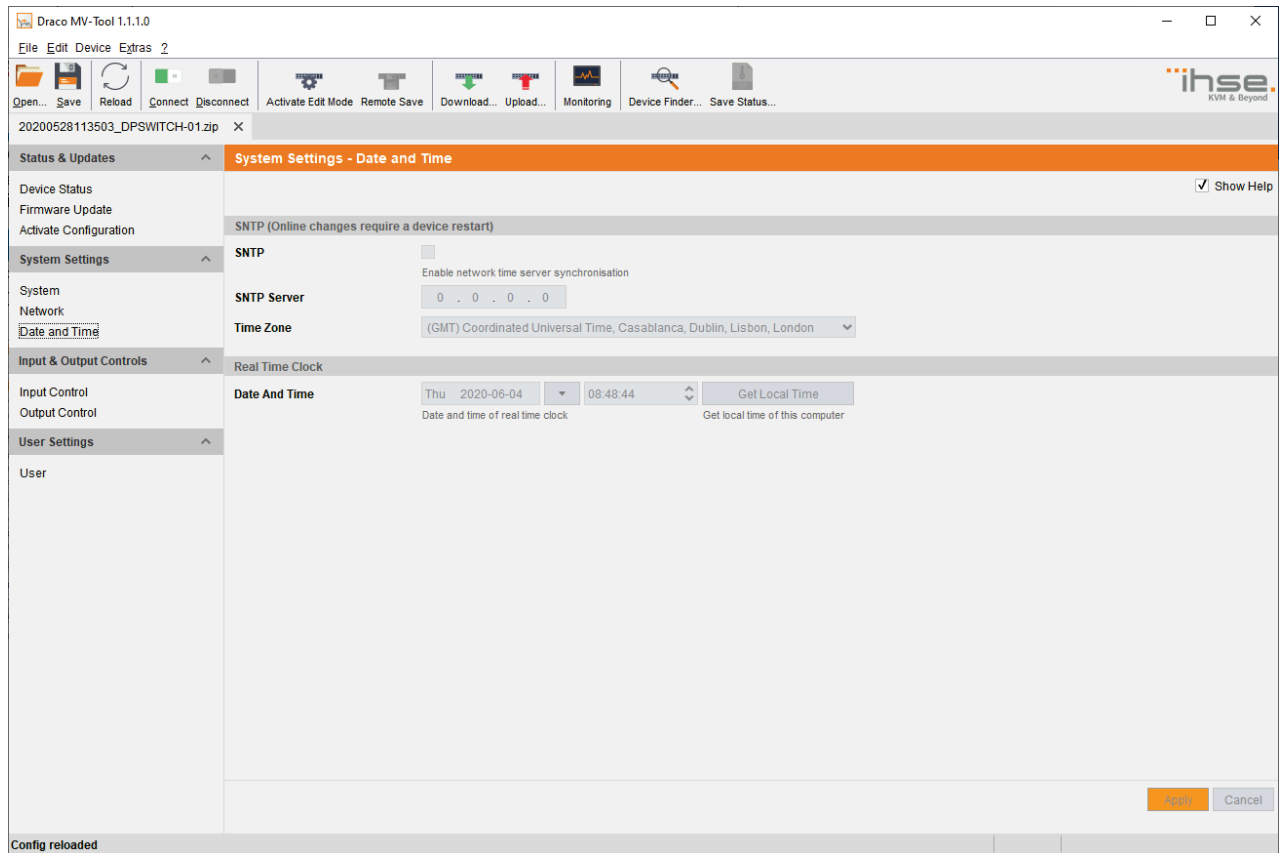 Draco MV-Tool 1.1.1.0
File Edit Device Extras ?
Open... Save Reload Connect Disconnect Activate Edit Mode Remote Save Download... Upload... Monitoring Device Finder... Save Status...
ihse.
KVM & Beyond
20200528113503_DPSWITCH-01.zip
Status & Updates
Device Status
Firmware Update
Activate Configuration
System Settings
System
Network
Date and Time
Input & Output Controls
Input Control
Output Control
User Settings
User
System Settings - Date and Time
Show Help
SNTP (Online changes require a device restart)
SNTP
Enable network time server synchronisation
SNTP Server 0 . 0 . 0 . 0
Time Zone (GMT) Coordinated Universal Time, Casablanca, Dublin, Lisbon, London
Real Time Clock
Date And Time Thu 2020-06-04 08:48:44 Get Local Time
Date and time of real time clock Get local time of this computer
Apply Cancel
Config reloaded